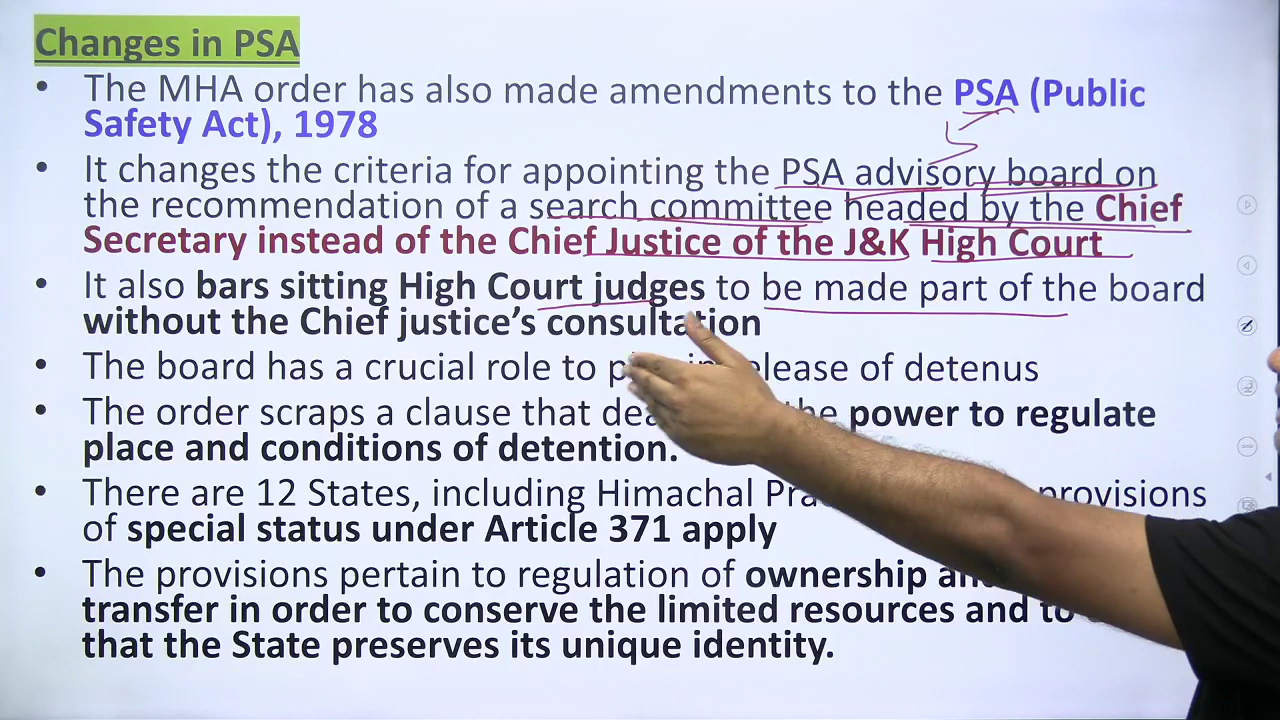 Changes in PSA
• The MHA order has also made amendments to the PSA (Public
Safety Act), 1978
• It changes the criteria for appointing the PSA advisory board on
the recommendation of a search committee headed by the Chief
Secretary instead of the Chief Justice of the J&K High Court
• It also bars sitting High Court judges to be made part of the board
without the Chief justice's consultation
• The board has a crucial role to release of detenus
• The order scraps a clause that power to regulate
place and conditions of detention.
• There are 12 States, including Himachal provisions
of special status under Article 371 apply
• The provisions pertain to regulation of ownership
transfer in order to conserve the limited resources and to
that the State preserves its unique identity.